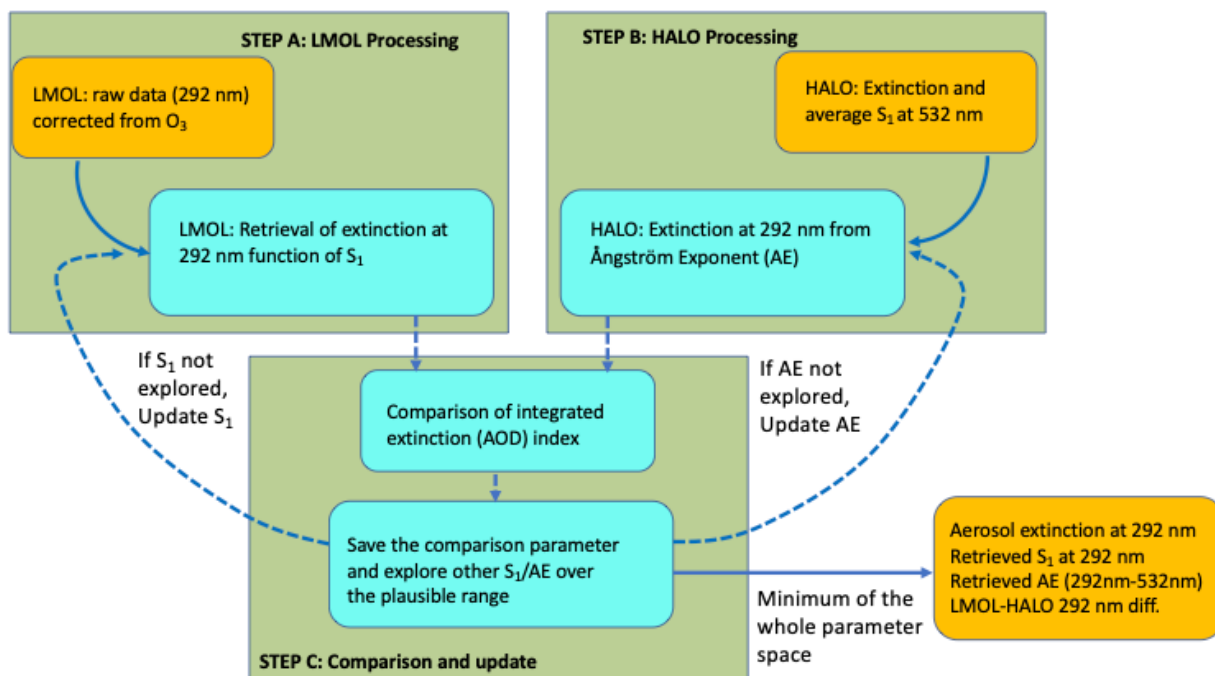 STEP A: LMOL Processing
LMOL: raw data (292 nm)
corrected from O₃
LMOL: Retrieval of extinction at
292 nm function of S₁
STEP B: HALO Processing
HALO: Extinction and
average S₁ at 532 nm
HALO: Extinction at 292 nm from
Ångström Exponent (AE)
If S₁ not
explored,
Update S₁
If AE not
explored,
Update AE
Comparison of integrated
extinction (AOD) index
Save the comparison parameter
and explore other S₁/AE over
the plausible range
STEP C: Comparison and update
Minimum of the
whole parameter
space
Aerosol extinction at 292 nm
Retrieved S₁ at 292 nm
Retrieved AE (292nm-532nm)
LMOL-HALO 292 nm diff.